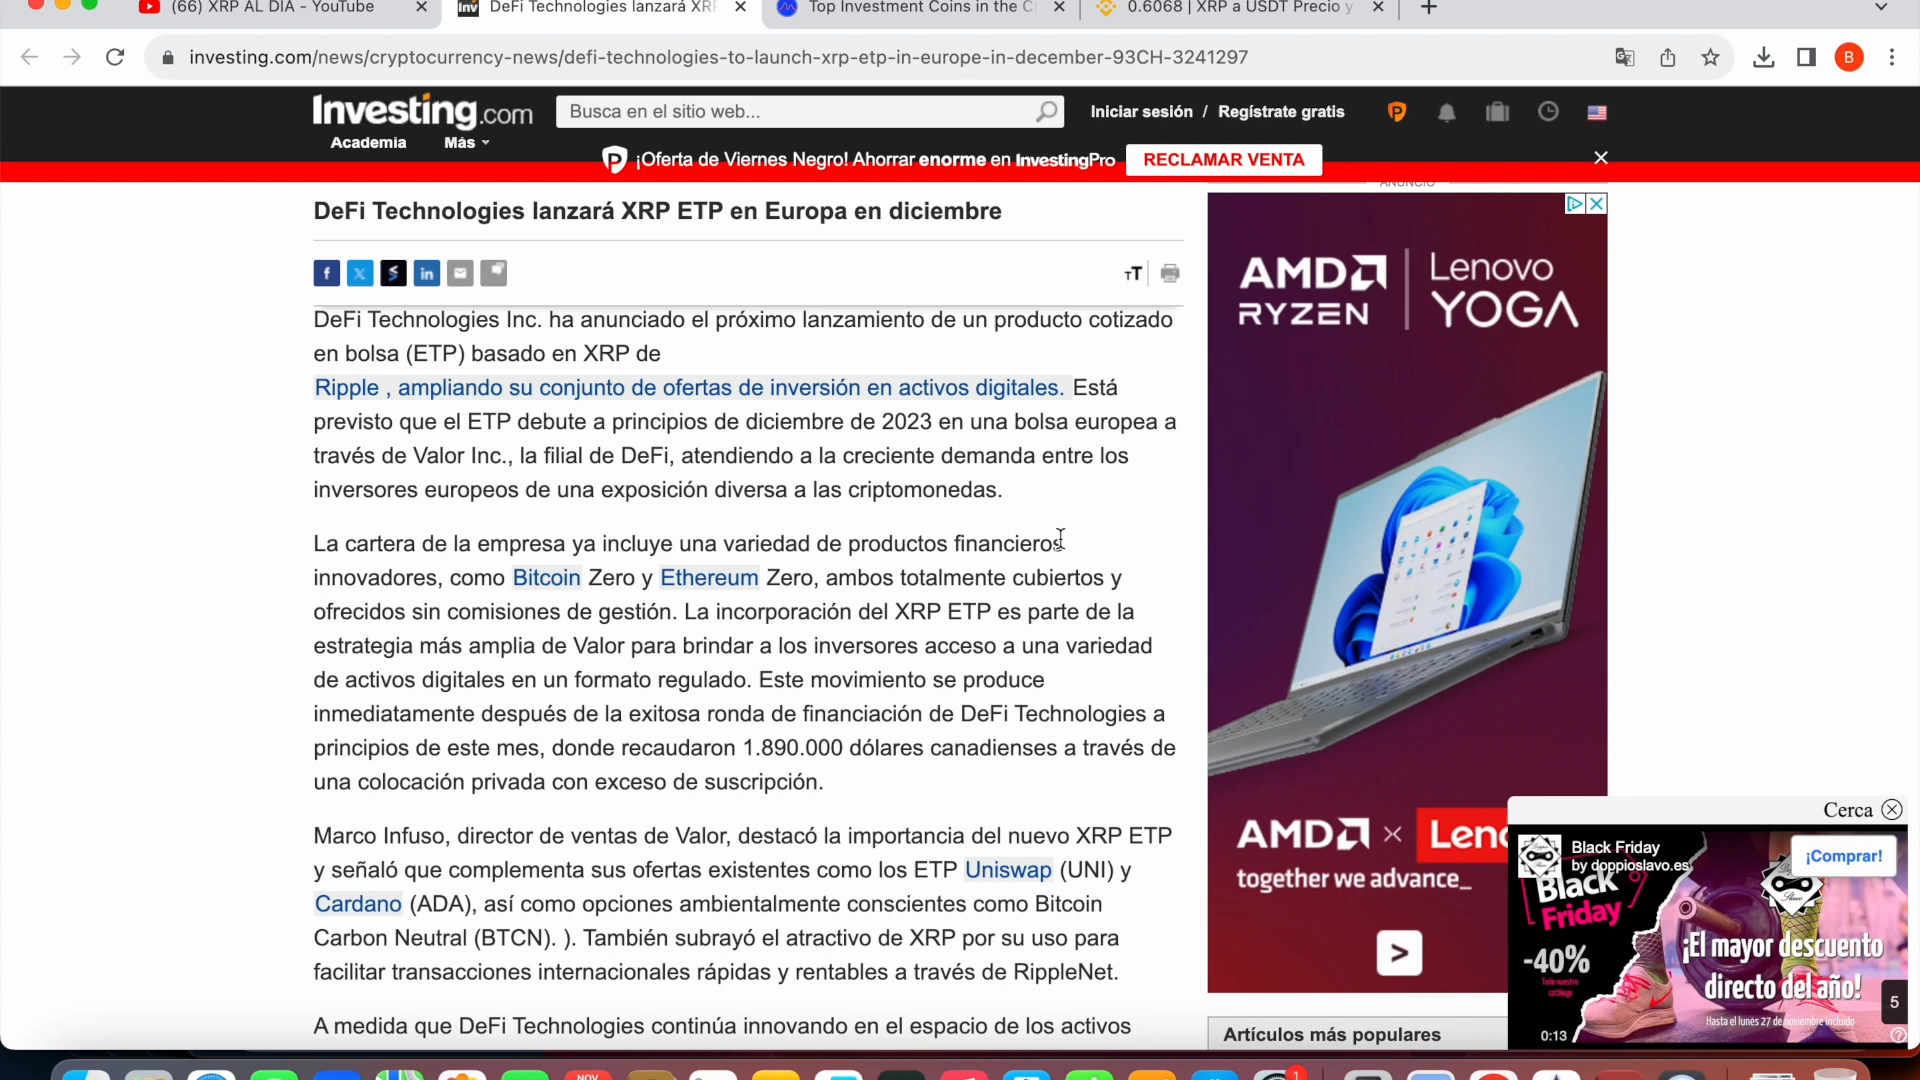 (66) XRP AL DÍA - YouTube
DeFi Technologies lanzará XRP
Top Investment Coins in the C
0.6068 | XRP a USDT Precio y
investing.com/news/cryptocurrency-news/defi-technologies-to-launch-xrp-etp-in-europe-in-december-93CH-3241297
B
Investing.com
Busca en el sitio web...
Iniciar sesión / Regístrate gratis
Academia
Más
¡Oferta de Viernes Negro! Ahorrar enorme en InvestingPro
RECLAMAR VENTA
ANUNCIO
DeFi Technologies lanzará XRP ETP en Europa en diciembre
DeFi Technologies Inc. ha anunciado el próximo lanzamiento de un producto cotizado
en bolsa (ETP) basado en XRP de
Ripple , ampliando su conjunto de ofertas de inversión en activos digitales. Está
previsto que el ETP debute a principios de diciembre de 2023 en una bolsa europea a
través de Valor Inc., la filial de DeFi, atendiendo a la creciente demanda entre los
inversores europeos de una exposición diversa a las criptomonedas.
La cartera de la empresa ya incluye una variedad de productos financieros
innovadores, como Bitcoin Zero y Ethereum Zero, ambos totalmente cubiertos y
ofrecidos sin comisiones de gestión. La incorporación del XRP ETP es parte de la
estrategia más amplia de Valor para brindar a los inversores acceso a una variedad
de activos digitales en un formato regulado. Este movimiento se produce
inmediatamente después de la exitosa ronda de financiación de DeFi Technologies a
principios de este mes, donde recaudaron 1.890.000 dólares canadienses a través de
una colocación privada con exceso de suscripción.
Marco Infuso, director de ventas de Valor, destacó la importancia del nuevo XRP ETP
y señaló que complementa sus ofertas existentes como los ETP Uniswap (UNI) y
Cardano (ADA), así como opciones ambientalmente conscientes como Bitcoin
Carbon Neutral (BTCN). ). También subrayó el atractivo de XRP por su uso para
facilitar transacciones internacionales rápidas y rentables a través de RippleNet.
A medida que DeFi Technologies continúa innovando en el espacio de los activos
AMD
RYZEN
Lenovo
YOGA
AMD × Leno
together we advance_
>
Artículos más populares
Cerca
Black Friday
by doppioslavo.es
¡Comprar!
Black
Friday
-40%
¡El mayor descuento
directo del año!
Hasta el lunes 27 de noviembre incluido
0:13
5
NOV
1